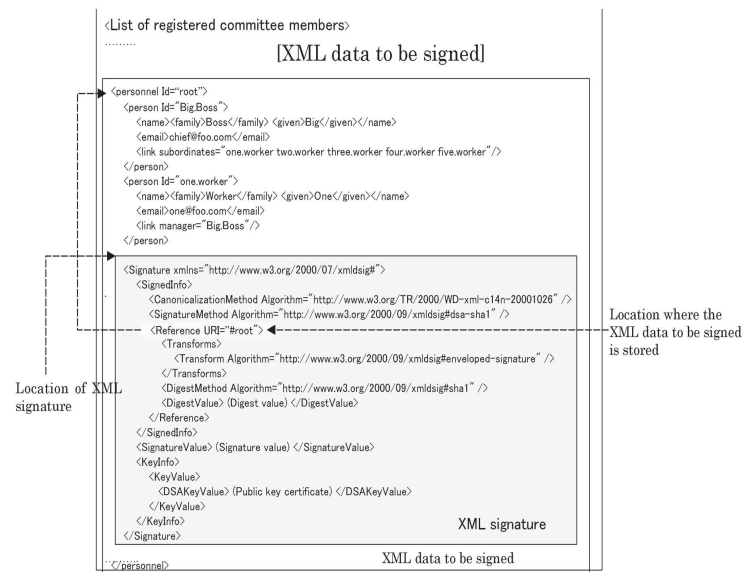 <List of registered committee members>
.........
[XML data to be signed]
<personnel Id="root">
<person Id="Big.Boss">
<name><family>Boss</family> <given>Big</given></name>
<email>chief@foo.com</email>
<link subordinates="one.worker two.worker three.worker four.worker five.worker"/>
</person>
<person Id="one.worker">
<name><family>Worker</family> <given>One</given></name>
<email>one@foo.com</email>
<link manager="Big.Boss"/>
</person>
<Signature xmlns="http://www.w3.org/2000/07/xmldsig#">
<SignedInfo>
<CanonicalizationMethod Algorithm="http://www.w3.org/TR/2000/WD-xml-c14n-20001026" />
<SignatureMethod Algorithm="http://www.w3.org/2000/09/xmldsig#dsa-sha1" />
<Reference URI="#root">
<Transforms>
<Transform Algorithm="http://www.w3.org/2000/09/xmldsig#enveloped-signature" />
</Transforms>
<DigestMethod Algorithm="http://www.w3.org/2000/09/xmldsig#sha1" />
<DigestValue> (Digest value) </DigestValue>
</Reference>
</SignedInfo>
<SignatureValue> (Signature value) </SignatureValue>
<KeyInfo>
<KeyValue>
<DSAKeyValue> (Public key certificate) </DSAKeyValue>
</KeyValue>
</KeyInfo>
</Signature>
XML signature
.........
</personnel>
XML data to be signed
Location of XML
signature
Location where the
XML data to be signed
is stored